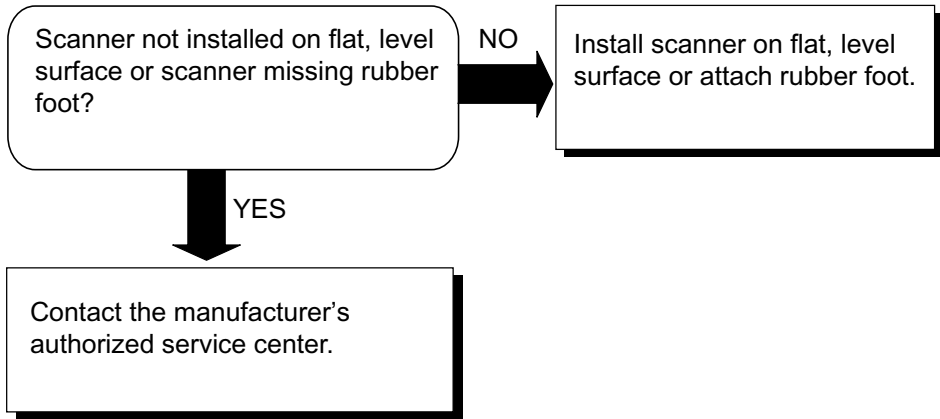 Scanner not installed on flat, level
surface or scanner missing rubber
foot?
NO
Install scanner on flat, level
surface or attach rubber foot.
YES
Contact the manufacturer’s
authorized service center.